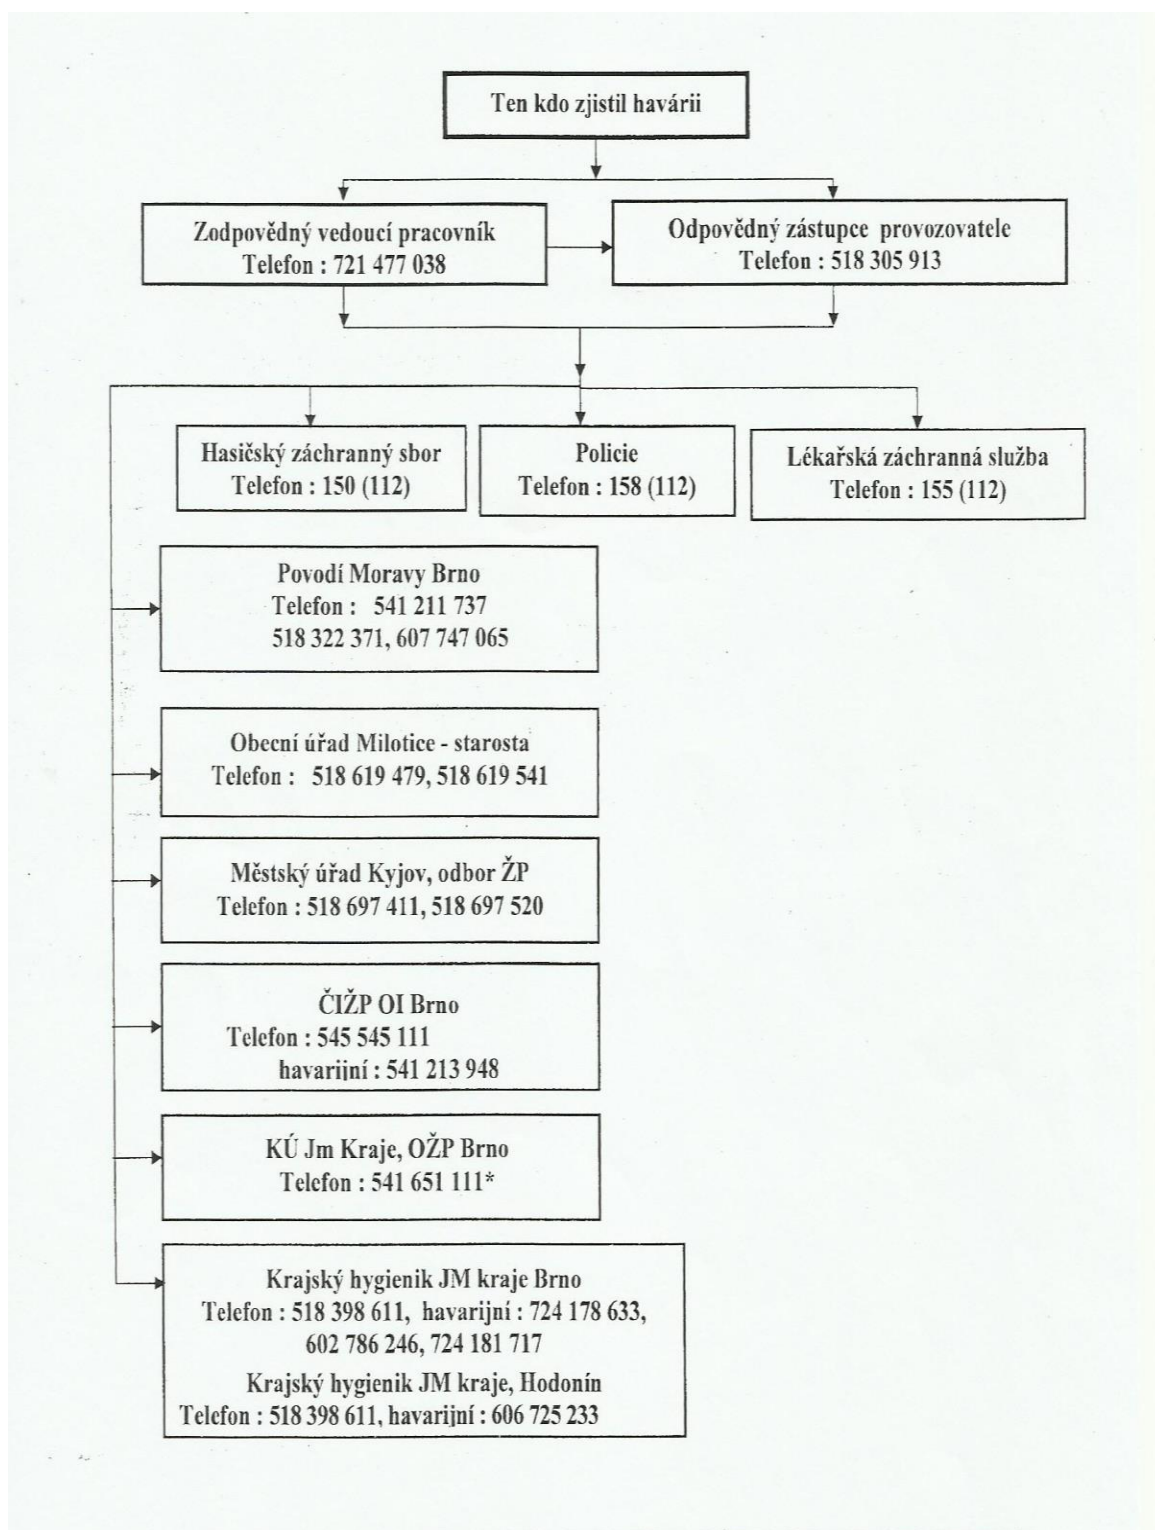 Ten kdo zjistil havárii
Zodpovědný vedoucí pracovník
Telefon : 721 477 038
Odpovědný zástupce provozovatele
Telefon : 518 305 913
Hasičský záchranný sbor
Telefon : 150 (112)
Policie
Telefon : 158 (112)
Lékařská záchranná služba
Telefon : 155 (112)
Povodí Moravy Brno
Telefon : 541 211 737
518 322 371, 607 747 065
Obecní úřad Milotice - starosta
Telefon : 518 619 479, 518 619 541
Městský úřad Kyjov, odbor ŽP
Telefon : 518 697 411, 518 697 520
ČIŽP OI Brno
Telefon : 545 545 111
havarijní : 541 213 948
KÚ Jm Kraje, OŽP Brno
Telefon : 541 651 111*
Krajský hygienik JM kraje Brno
Telefon : 518 398 611, havarijní : 724 178 633,
602 786 246, 724 181 717
Krajský hygienik JM kraje, Hodonín
Telefon : 518 398 611, havarijní : 606 725 233